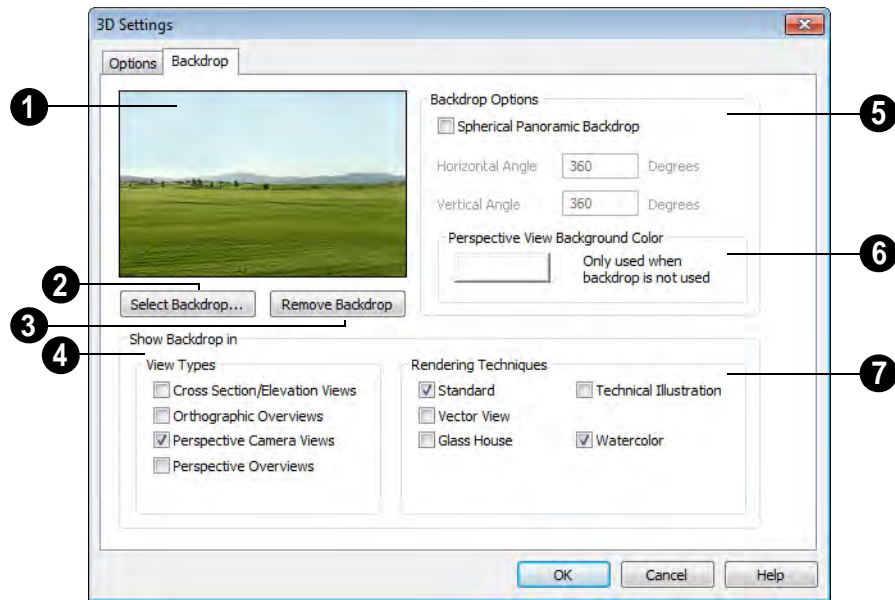 3D Settings
Options
Backdrop
1
Backdrop Options
5
Spherical Panoramic Backdrop
Horizontal Angle 360 Degrees
Vertical Angle 360 Degrees
Perspective View Background Color
Only used when
backdrop is not used
6
2
Select Backdrop...
Remove Backdrop
3
Show Backdrop in
4
View Types
Cross Section/Elevation Views
Orthographic Overviews
Perspective Camera Views
Perspective Overviews
Rendering Techniques
7
Standard
Technical Illustration
Vector View
Glass House
Watercolor
OK
Cancel
Help